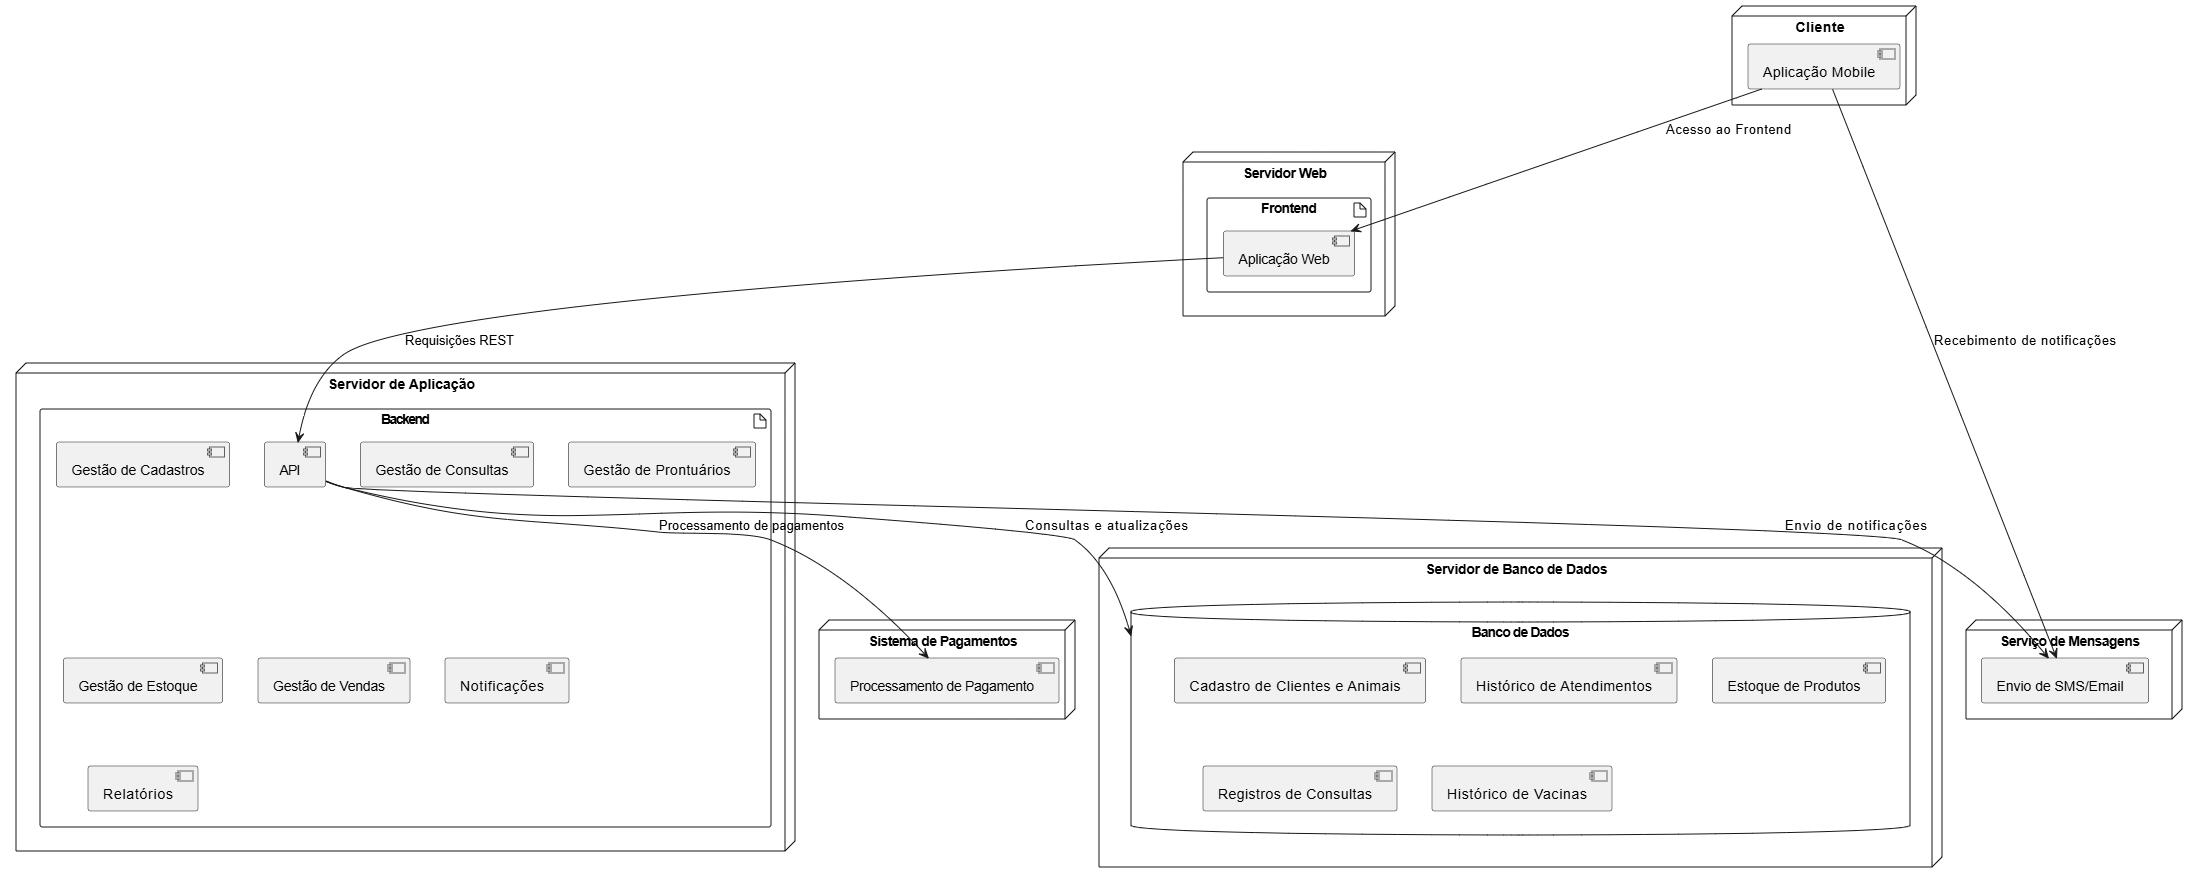 Cliente
Aplicação Mobile
Acesso ao Frontend
Servidor Web
Frontend
Aplicação Web
Requisições REST
Recebimento de notificações
Servidor de Aplicação
Backend
Gestão de Cadastros
API
Gestão de Consultas
Gestão de Prontuários
Processamento de pagamentos
Consultas e atualizações
Envio de notificações
Servidor de Banco de Dados
Banco de Dados
Sistema de Pagamentos
Serviço de Mensagens
Gestão de Estoque
Gestão de Vendas
Notificações
Processamento de Pagamento
Cadastro de Clientes e Animais
Histórico de Atendimentos
Estoque de Produtos
Envio de SMS/Email
Relatórios
Registros de Consultas
Histórico de Vacinas